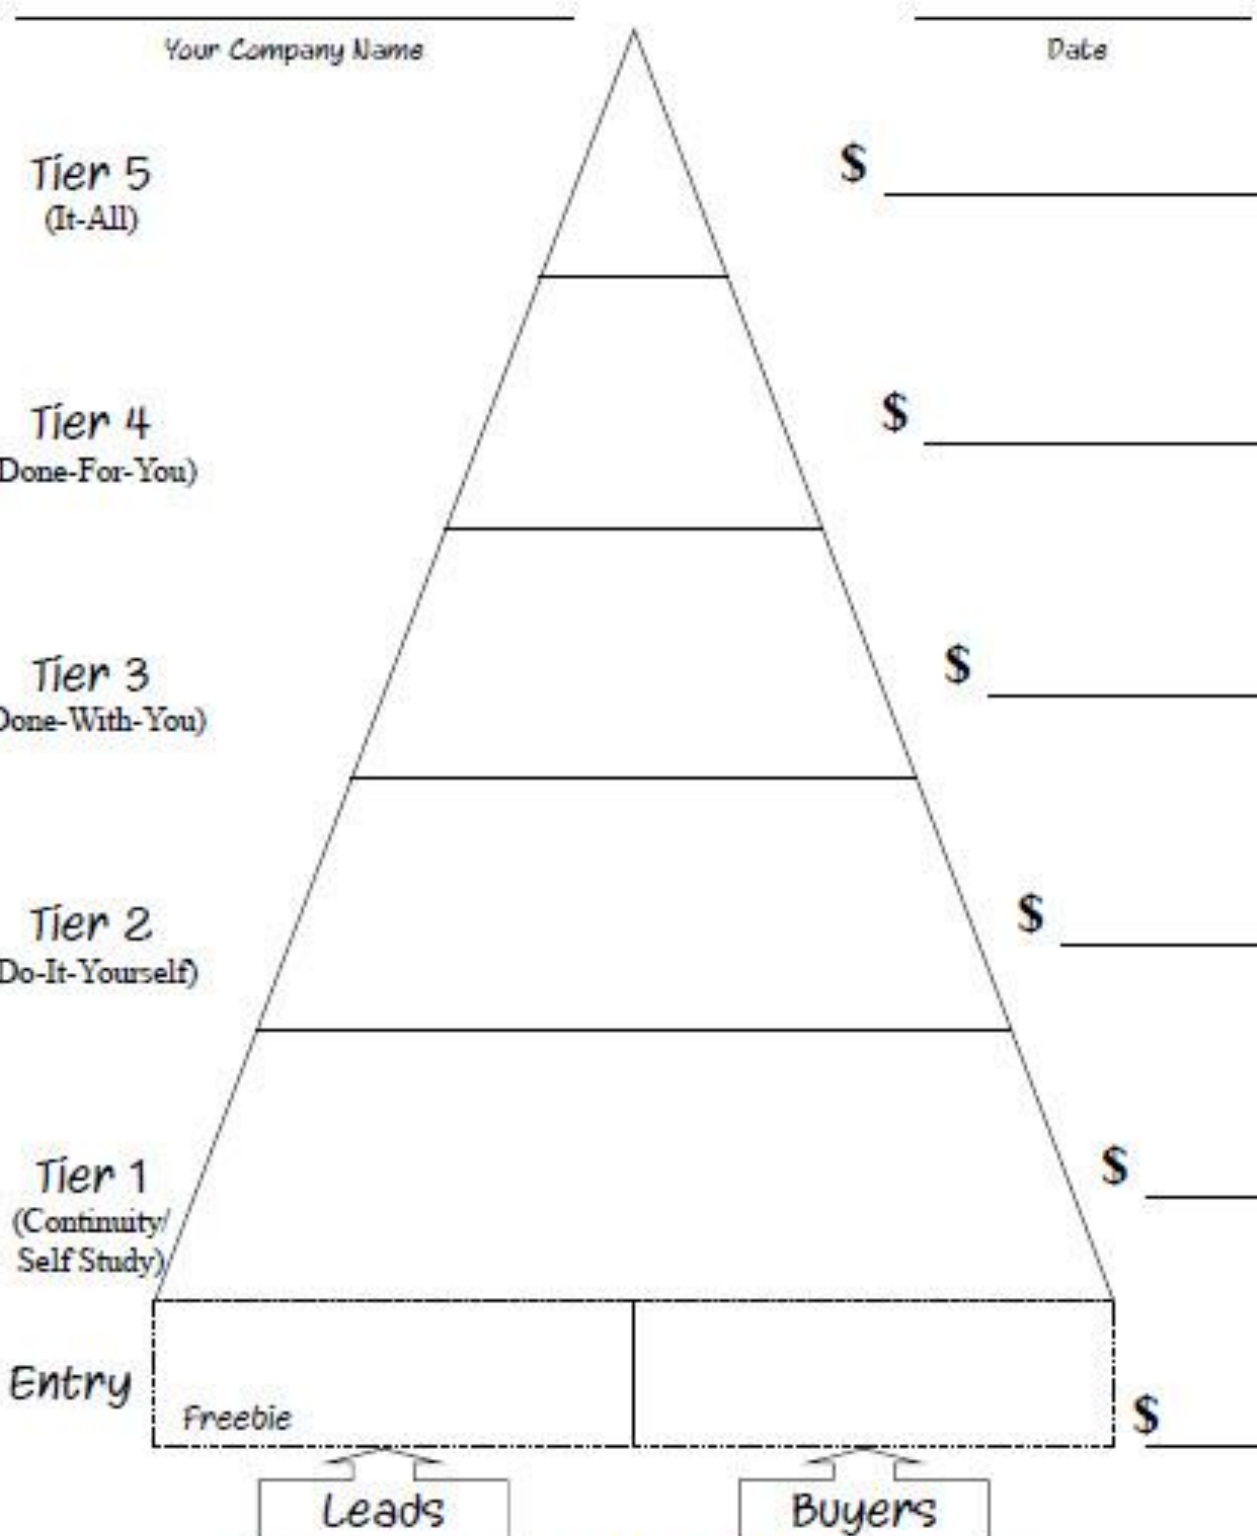 Your Company Name
Date
Tier 5
(It-All)
$
Tier 4
Done-For-You)
$
Tier 3
Done-With-You)
$
Tier 2
Do-It-Yourself)
$
Tier 1
(Continuity/
Self Study)
$
Entry
Freebie
$
Leads
Buyers